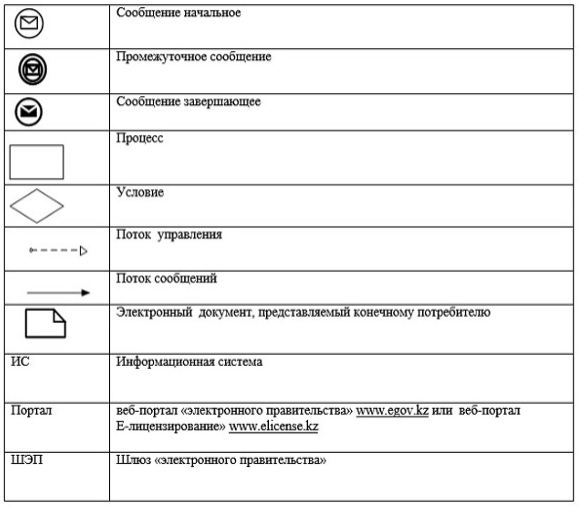 Сообщение начальное
Промежуточное сообщение
Сообщение завершающее
Процесс
Условие
Поток управления
Поток сообщений
Электронный документ, представляемый конечному потребителю
ИС Информационная система
Портал веб-портал «электронного правительства» www.egov.kz или веб-портал
Е-лицензирование» www.elicense.kz
ШЭП Шлюз «электронного правительства»